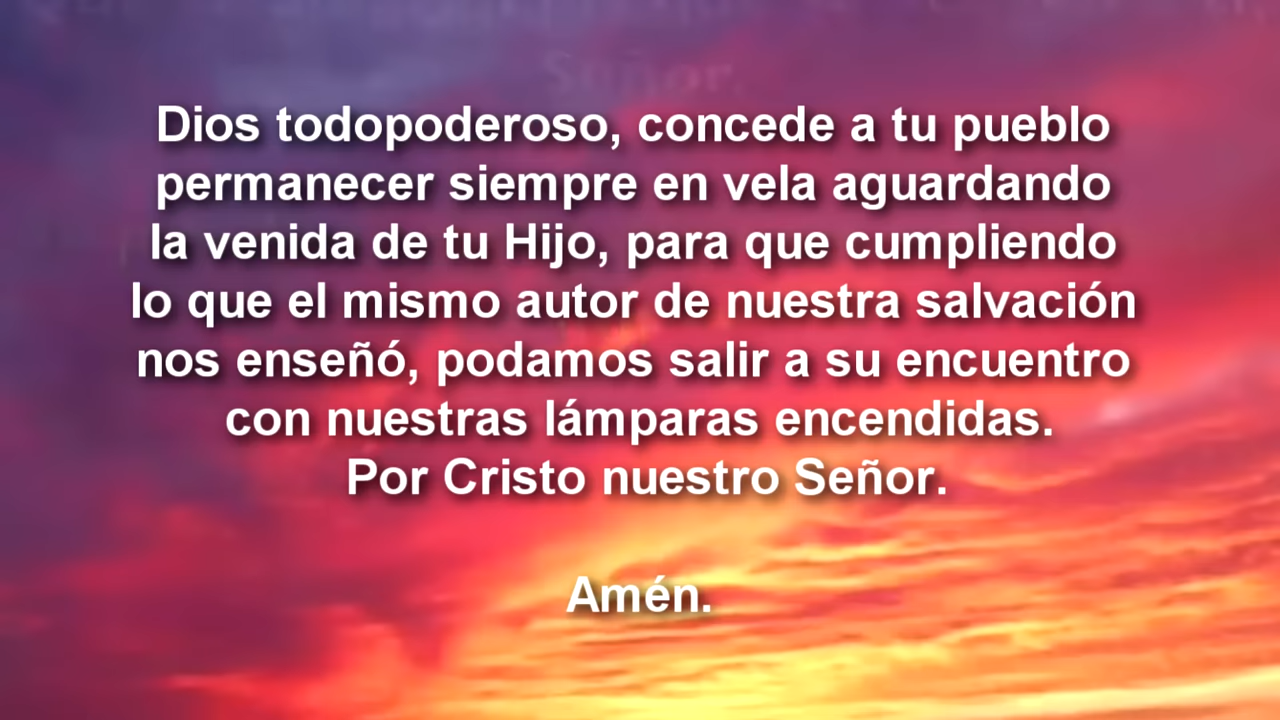 Señor.
Dios todopoderoso, concede a tu pueblo
permanecer siempre en vela aguardando
la venida de tu Hijo, para que cumpliendo
lo que el mismo autor de nuestra salvación
nos enseñó, podamos salir a su encuentro
con nuestras lámparas encendidas.
Por Cristo nuestro Señor.
Amén.